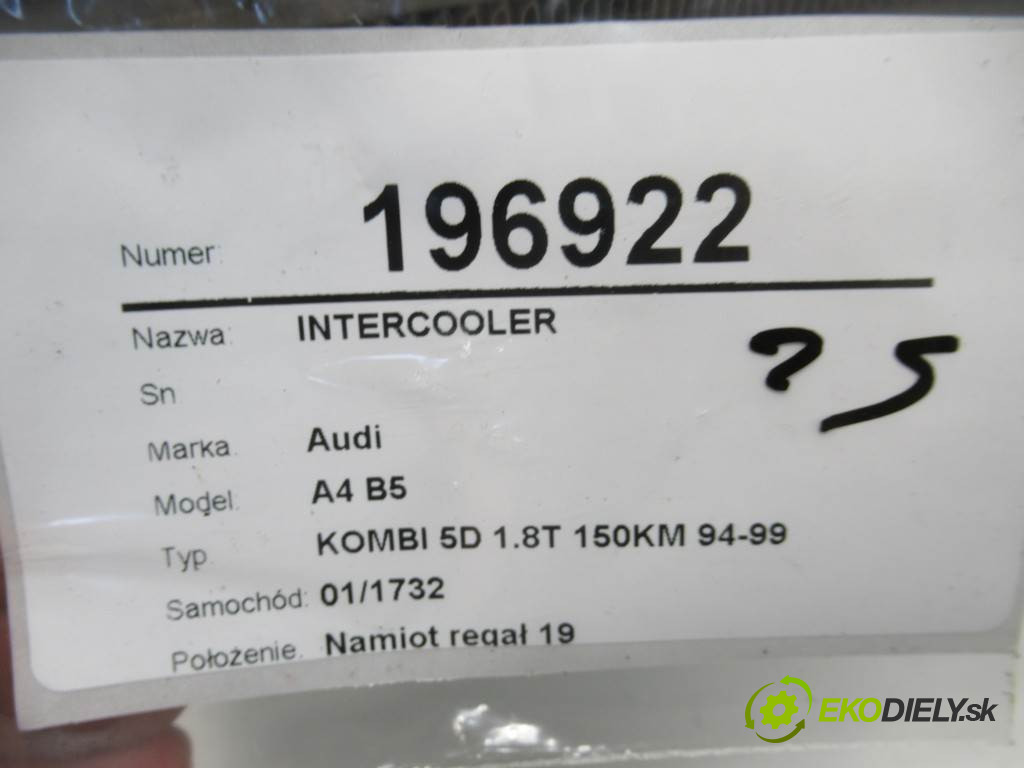 Numer: 196922
Nazwa: INTERCOOLER
Sn
Marka. Audi
Model. A4 B5
Typ KOMBI 5D 1.8T 150KM 94-99
Samochód: 01/1732
Położenie. Namiot regał 19
EKODIELY.sk